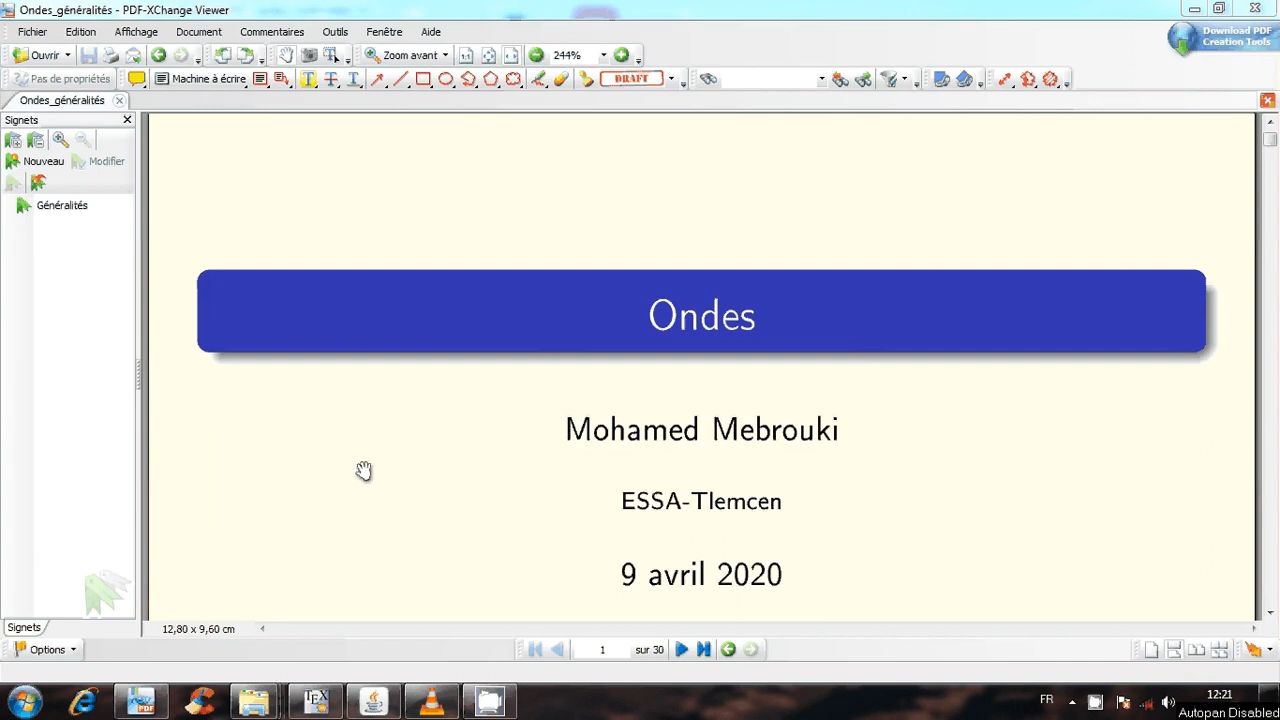 Ondes_généralités - PDF-XChange Viewer
Fichier Edition Affichage Document Commentaires Outils Fenêtre Aide
Download PDF
Creation Tools
Ouvrir Zoom avant 244%
Pas de propriétés Machine à écrire DRAFT
Ondes_généralités
Signets
Nouveau Modifier
Généralités
Ondes
Mohamed Mebrouki
ESSA-Tlemcen
9 avril 2020
Signets
12,80 x 9,60 cm
Options 1 sur 30
FR 12:21
Autopan Disabled